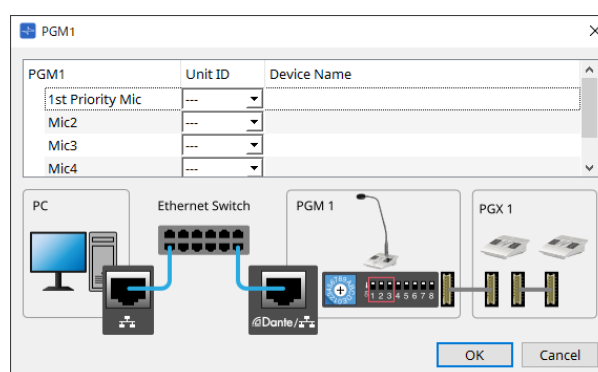 PGM1
PGM1 Unit ID Device Name
1st Priority Mic ---
Mic2 ---
Mic3 ---
Mic4 ---
PC Ethernet Switch PGM 1 PGX 1
1 2 3 4 5 6 7 8
Dante/
OK Cancel